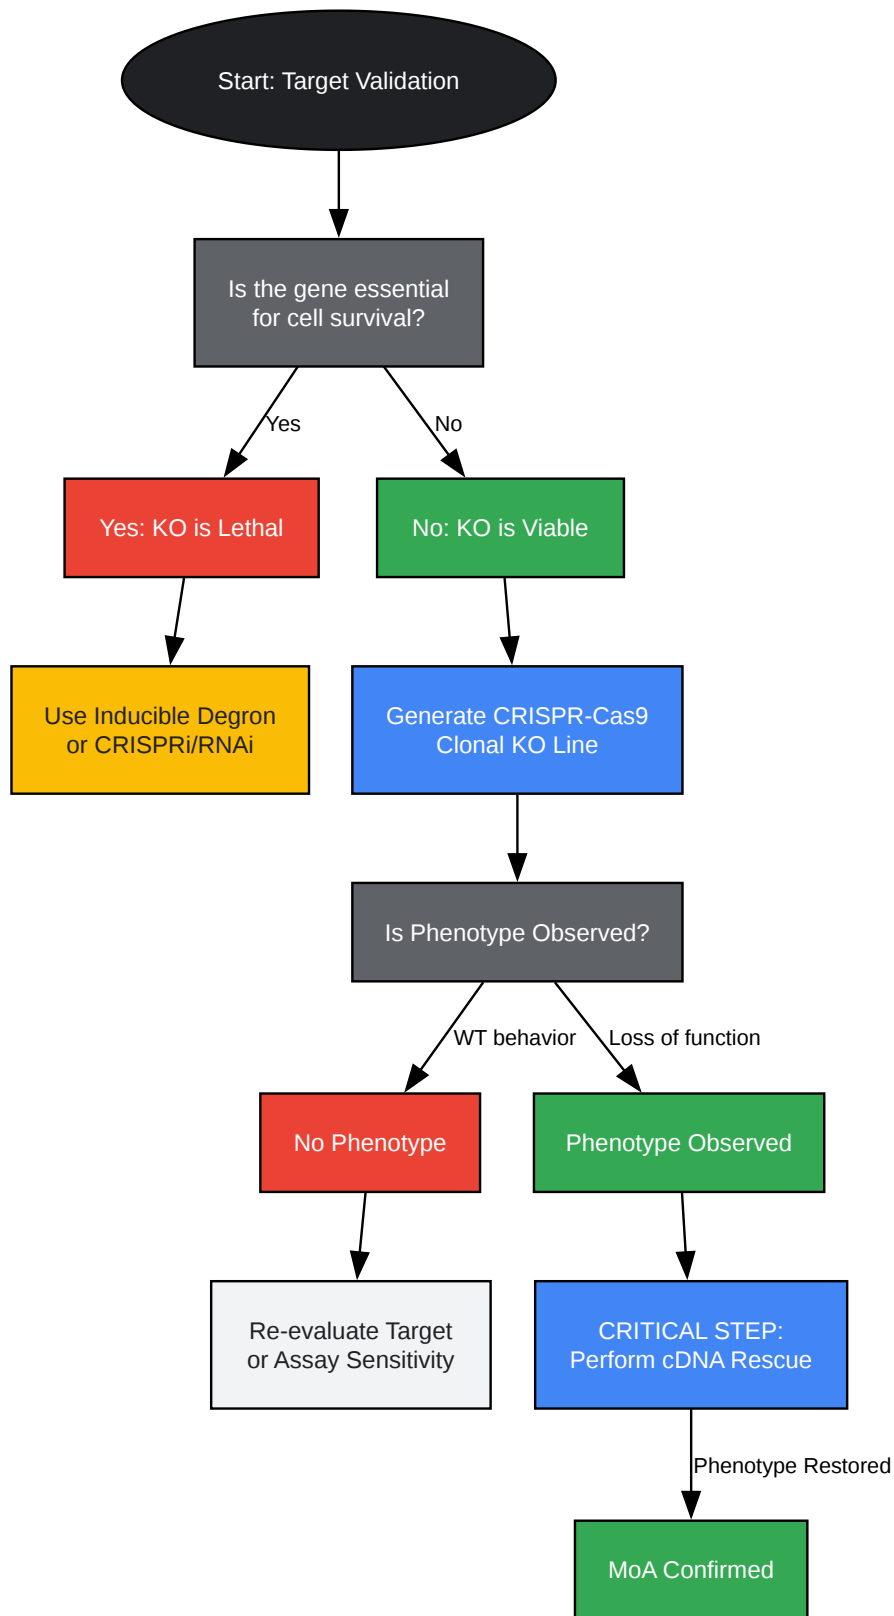 Start: Target Validation
Is the gene essential
for cell survival?
Yes
No
Yes: KO is Lethal
No: KO is Viable
Use Inducible Degron
or CRISPRi/RNAi
Generate CRISPR-Cas9
Clonal KO Line
Is Phenotype Observed?
WT behavior
Loss of function
No Phenotype
Phenotype Observed
Re-evaluate Target
or Assay Sensitivity
CRITICAL STEP:
Perform cDNA Rescue
Phenotype Restored
MoA Confirmed